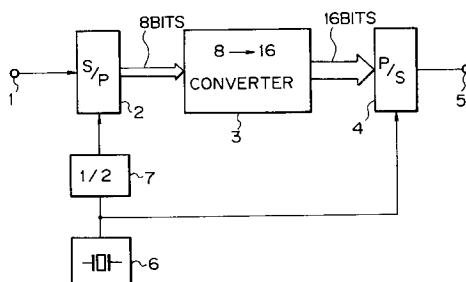 8BITS
16BITS
S/P
8 → 16
CONVERTER
P/S
1
2
3
4
5
1/2
7
6